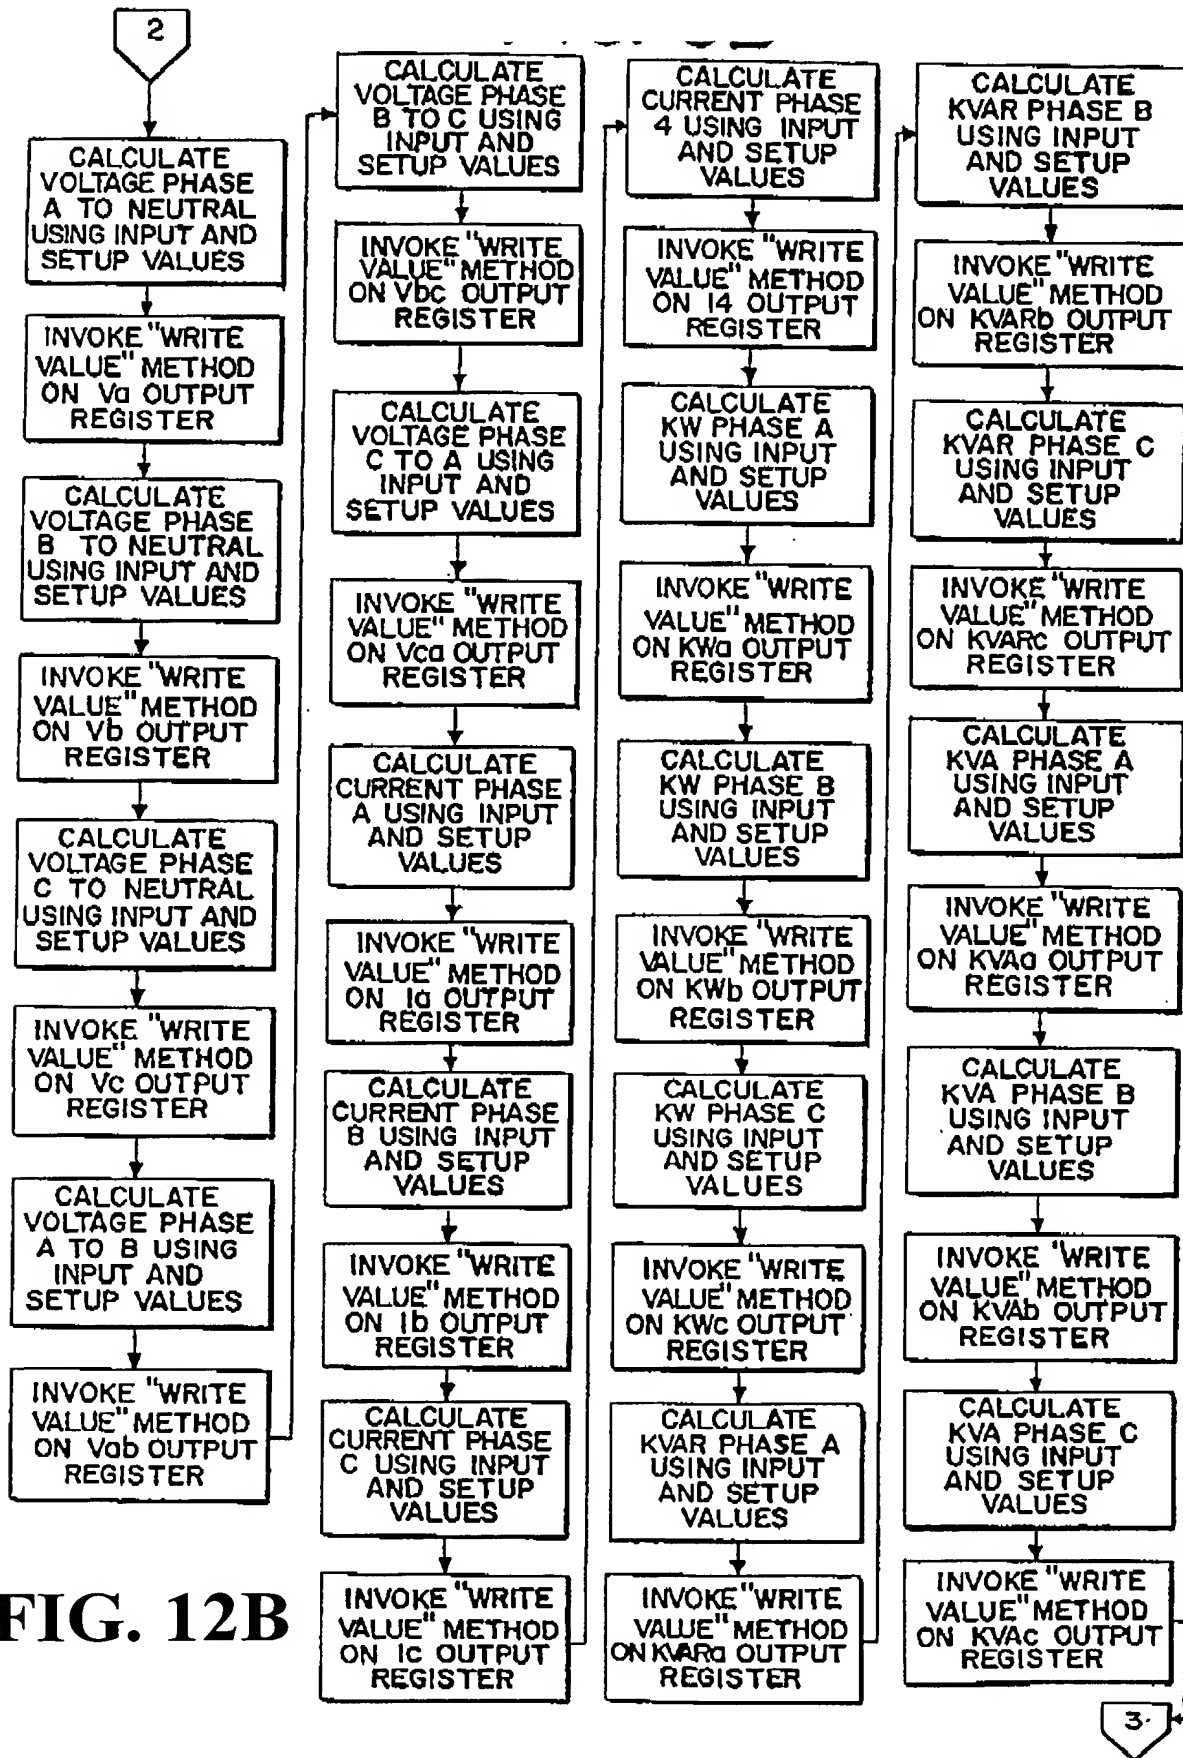 2
CALCULATE
VOLTAGE PHASE
A TO NEUTRAL
USING INPUT AND
SETUP VALUES
INVOKE "WRITE
VALUE" METHOD
ON Va OUTPUT
REGISTER
CALCULATE
VOLTAGE PHASE
B TO NEUTRAL
USING INPUT AND
SETUP VALUES
INVOKE "WRITE
VALUE" METHOD
ON Vb OUTPUT
REGISTER
CALCULATE
VOLTAGE PHASE
C TO NEUTRAL
USING INPUT AND
SETUP VALUES
INVOKE "WRITE
VALUE" METHOD
ON Vc OUTPUT
REGISTER
CALCULATE
VOLTAGE PHASE
A TO B USING
INPUT AND
SETUP VALUES
INVOKE "WRITE
VALUE" METHOD
ON Vab OUTPUT
REGISTER
CALCULATE
VOLTAGE PHASE
B TO C USING
INPUT AND
SETUP VALUES
INVOKE "WRITE
VALUE" METHOD
ON Vbc OUTPUT
REGISTER
CALCULATE
VOLTAGE PHASE
C TO A USING
INPUT AND
SETUP VALUES
INVOKE "WRITE
VALUE" METHOD
ON Vca OUTPUT
REGISTER
CALCULATE
CURRENT PHASE
A USING INPUT
AND SETUP
VALUES
INVOKE "WRITE
VALUE" METHOD
ON Ia OUTPUT
REGISTER
CALCULATE
CURRENT PHASE
B USING INPUT
AND SETUP
VALUES
INVOKE "WRITE
VALUE" METHOD
ON Ib OUTPUT
REGISTER
CALCULATE
CURRENT PHASE
C USING INPUT
AND SETUP
VALUES
INVOKE "WRITE
VALUE" METHOD
ON Ic OUTPUT
REGISTER
CALCULATE
CURRENT PHASE
4 USING INPUT
AND SETUP
VALUES
INVOKE "WRITE
VALUE" METHOD
ON I4 OUTPUT
REGISTER
CALCULATE
KW PHASE A
USING INPUT
AND SETUP
VALUES
INVOKE "WRITE
VALUE" METHOD
ON KWa OUTPUT
REGISTER
CALCULATE
KW PHASE B
USING INPUT
AND SETUP
VALUES
INVOKE "WRITE
VALUE" METHOD
ON KWb OUTPUT
REGISTER
CALCULATE
KW PHASE C
USING INPUT
AND SETUP
VALUES
INVOKE "WRITE
VALUE" METHOD
ON KWc OUTPUT
REGISTER
CALCULATE
KVAR PHASE A
USING INPUT
AND SETUP
VALUES
INVOKE "WRITE
VALUE" METHOD
ON KVARa OUTPUT
REGISTER
CALCULATE
KVAR PHASE B
USING INPUT
AND SETUP
VALUES
INVOKE "WRITE
VALUE" METHOD
ON KVARb OUTPUT
REGISTER
CALCULATE
KVAR PHASE C
USING INPUT
AND SETUP
VALUES
INVOKE "WRITE
VALUE" METHOD
ON KVARc OUTPUT
REGISTER
CALCULATE
KVA PHASE A
USING INPUT
AND SETUP
VALUES
INVOKE "WRITE
VALUE" METHOD
ON KVAa OUTPUT
REGISTER
CALCULATE
KVA PHASE B
USING INPUT
AND SETUP
VALUES
INVOKE "WRITE
VALUE" METHOD
ON KVAb OUTPUT
REGISTER
CALCULATE
KVA PHASE C
USING INPUT
AND SETUP
VALUES
INVOKE "WRITE
VALUE" METHOD
ON KVAc OUTPUT
REGISTER
3
FIG. 12B